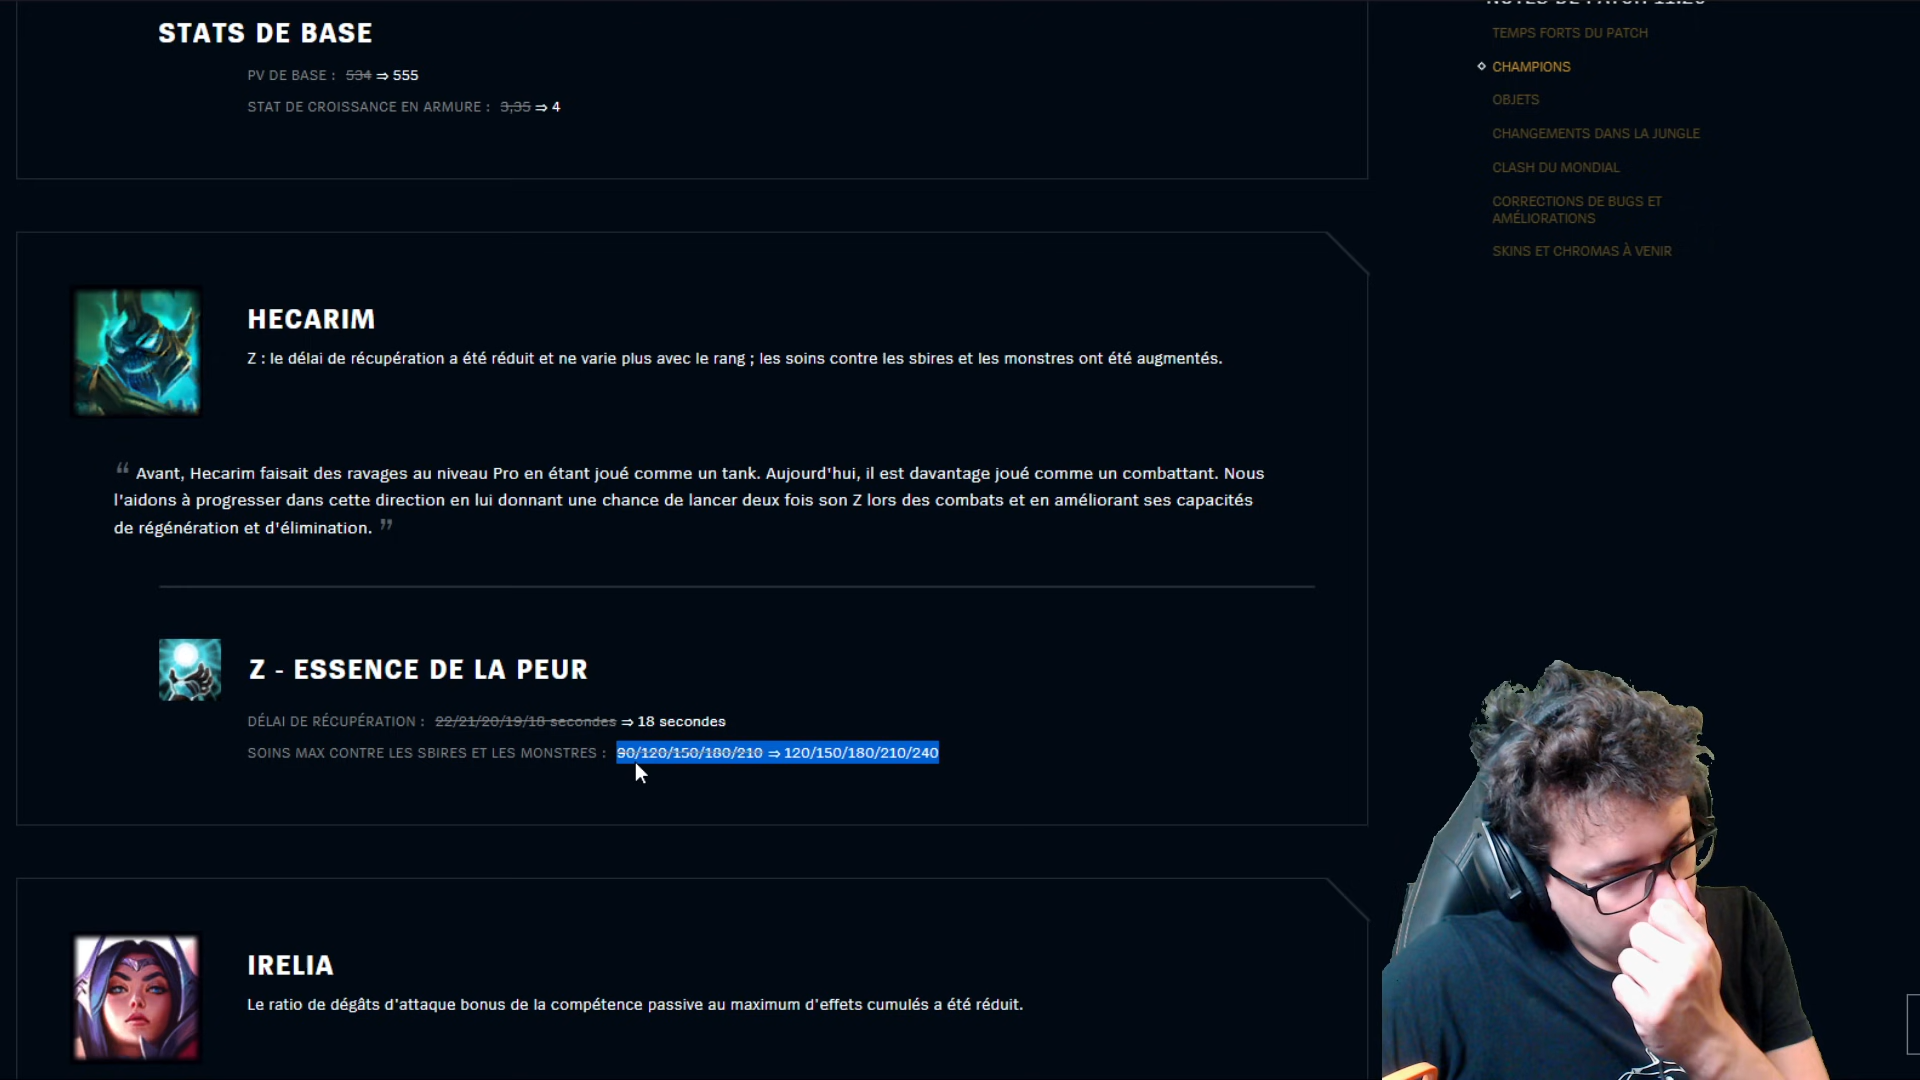 STATS DE BASE
PV DE BASE : 534 ⇒ 555
STAT DE CROISSANCE EN ARMURE : 3,35 ⇒ 4
HECARIM
Z : le délai de récupération a été réduit et ne varie plus avec le rang ; les soins contre les sbires et les monstres ont été augmentés.
“ Avant, Hecarim faisait des ravages au niveau Pro en étant joué comme un tank. Aujourd'hui, il est davantage joué comme un combattant. Nous
l'aidons à progresser dans cette direction en lui donnant une chance de lancer deux fois son Z lors des combats et en améliorant ses capacités
de régénération et d'élimination. ”
Z - ESSENCE DE LA PEUR
DÉLAI DE RÉCUPÉRATION : 22/21/20/19/18 secondes ⇒ 18 secondes
SOINS MAX CONTRE LES SBIRES ET LES MONSTRES : 90/120/150/180/210 ⇒ 120/150/180/210/240
IRELIA
Le ratio de dégâts d'attaque bonus de la compétence passive au maximum d'effets cumulés a été réduit.
NOTES DE PATCH 11.20
TEMPS FORTS DU PATCH
CHAMPIONS
OBJETS
CHANGEMENTS DANS LA JUNGLE
CLASH DU MONDIAL
CORRECTIONS DE BUGS ET
AMÉLIORATIONS
SKINS ET CHROMAS À VENIR